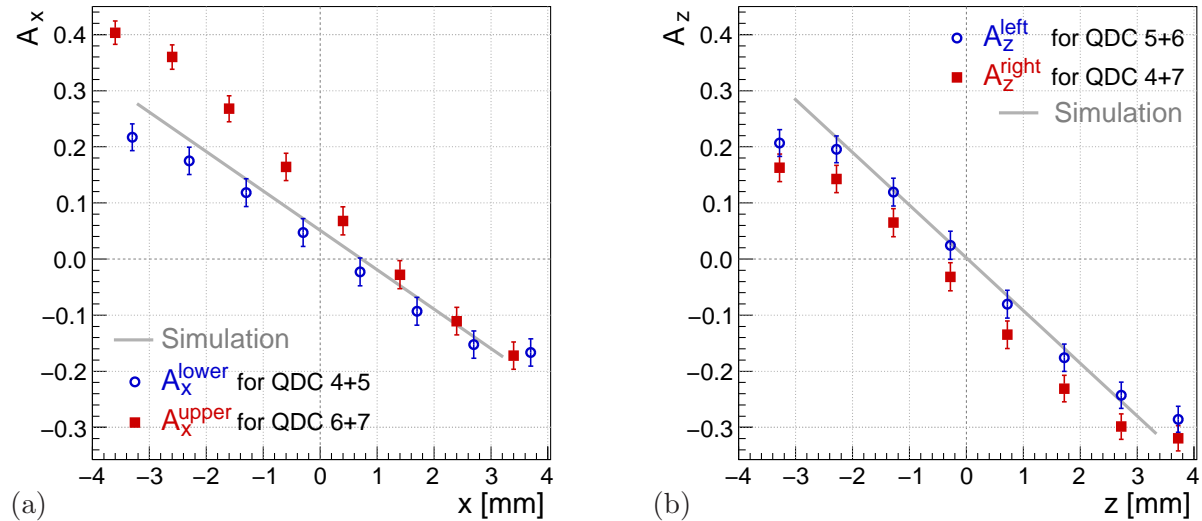 A_x
0.4
0.3
0.2
0.1
0.0
−0.1
−0.2
−0.3
Simulation
A_x^lower for QDC 4+5
A_x^upper for QDC 6+7
−4 −3 −2 −1 0 1 2 3 4
x [mm]
(a)
A_z
0.4
0.3
0.2
0.1
0.0
−0.1
−0.2
−0.3
A_z^left for QDC 5+6
A_z^right for QDC 4+7
Simulation
−4 −3 −2 −1 0 1 2 3 4
z [mm]
(b)